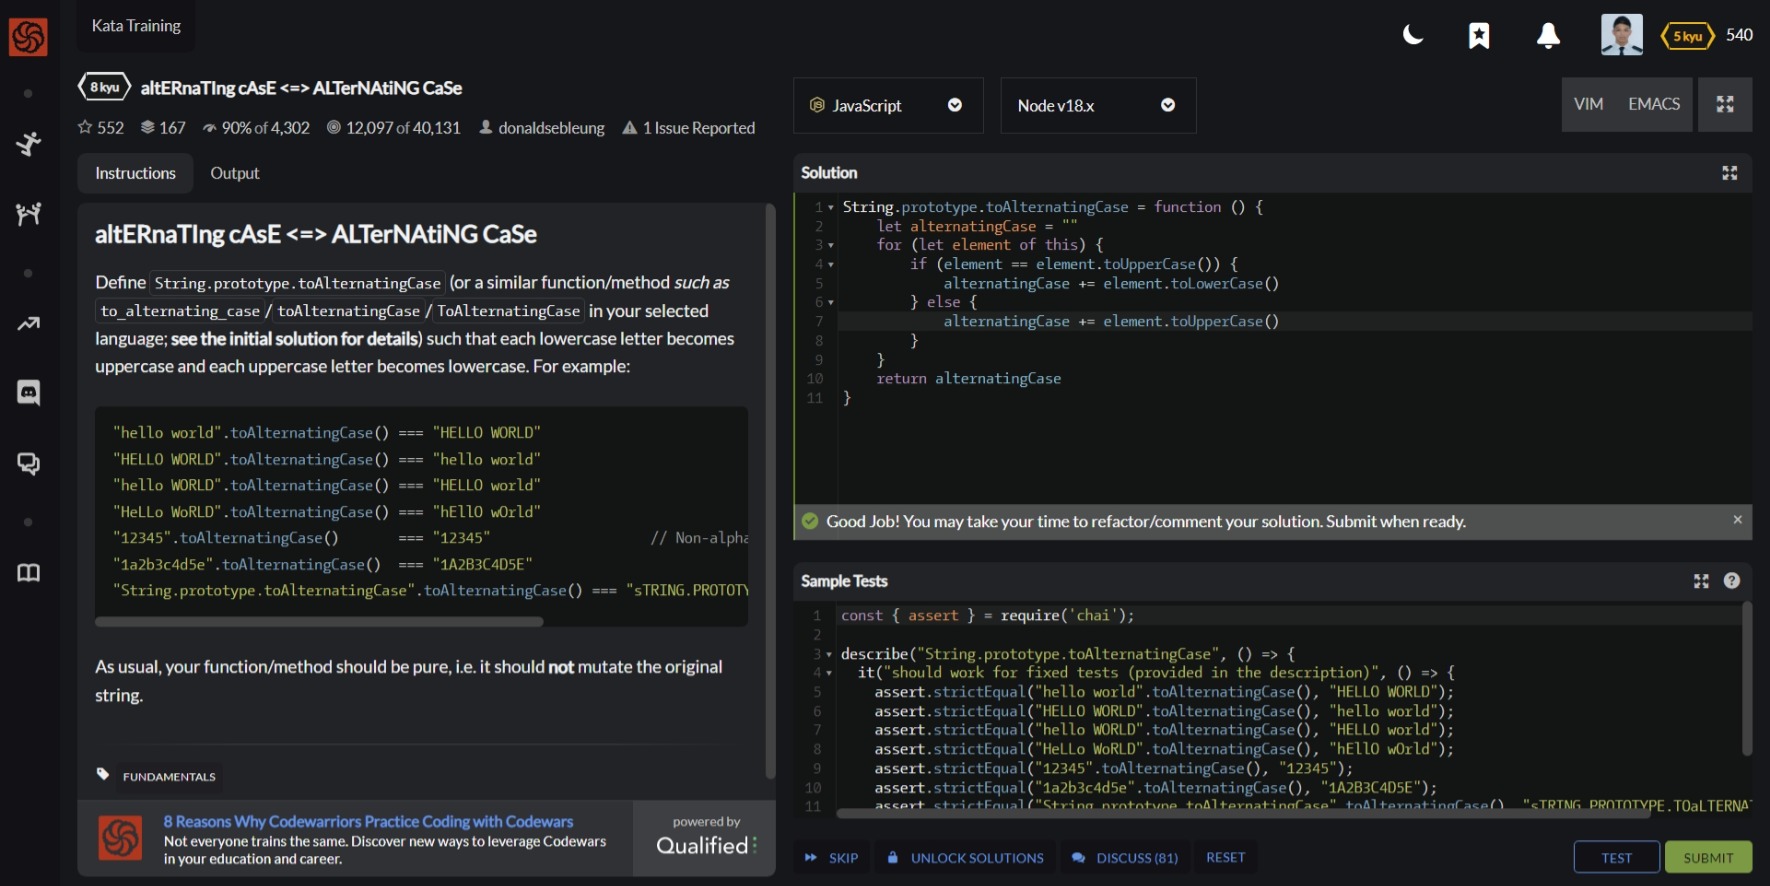 Kata Training
5 kyu 540
8 kyu altERnaTIng cAsE <=> ALTerNAtiNG CaSe
552 167 90% of 4,302 12,097 of 40,131 donaldsebleung 1 Issue Reported
Instructions Output
altERnaTIng cAsE <=> ALTerNAtiNG CaSe
Define String.prototype.toAlternatingCase (or a similar function/method such as
to_alternating_case / toAlternatingCase / ToAlternatingCase in your selected
language; see the initial solution for details) such that each lowercase letter becomes
uppercase and each uppercase letter becomes lowercase. For example:
"hello world".toAlternatingCase() === "HELLO WORLD"
"HELLO WORLD".toAlternatingCase() === "hello world"
"hello WORLD".toAlternatingCase() === "HELLO world"
"HeLLo WoRLD".toAlternatingCase() === "hEllO wOrld"
"12345".toAlternatingCase() === "12345" // Non-alpha
"1a2b3c4d5e".toAlternatingCase() === "1A2B3C4D5E"
"String.prototype.toAlternatingCase".toAlternatingCase() === "sTRING.PROTOTY
As usual, your function/method should be pure, i.e. it should not mutate the original
string.
FUNDAMENTALS
8 Reasons Why Codewarriors Practice Coding with Codewars
Not everyone trains the same. Discover new ways to leverage Codewars
in your education and career.
powered by
Qualified
JavaScript Node v18.x VIM EMACS
Solution
1 String.prototype.toAlternatingCase = function () {
2 let alternatingCase = ""
3 for (let element of this) {
4 if (element == element.toUpperCase()) {
5 alternatingCase += element.toLowerCase()
6 } else {
7 alternatingCase += element.toUpperCase()
8 }
9 }
10 return alternatingCase
11 }
Good Job! You may take your time to refactor/comment your solution. Submit when ready.
Sample Tests
1 const { assert } = require('chai');
2
3 describe("String.prototype.toAlternatingCase", () => {
4 it("should work for fixed tests (provided in the description)", () => {
5 assert.strictEqual("hello world".toAlternatingCase(), "HELLO WORLD");
6 assert.strictEqual("HELLO WORLD".toAlternatingCase(), "hello world");
7 assert.strictEqual("hello WORLD".toAlternatingCase(), "HELLO world");
8 assert.strictEqual("HeLLo WoRLD".toAlternatingCase(), "hEllO wOrld");
9 assert.strictEqual("12345".toAlternatingCase(), "12345");
10 assert.strictEqual("1a2b3c4d5e".toAlternatingCase(), "1A2B3C4D5E");
11 assert.strictEqual("String.prototype.toAlternatingCase".toAlternatingCase(), "sTRING.PROTOTYPE.TOaLTERNA
SKIP UNLOCK SOLUTIONS DISCUSS (81) RESET TEST SUBMIT